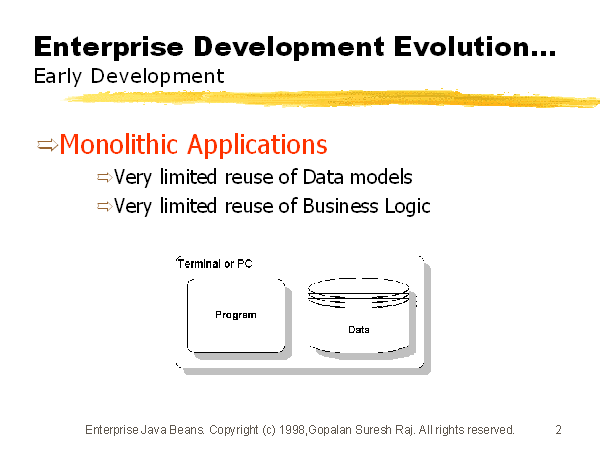 Enterprise Development Evolution...
Early Development
⇨Monolithic Applications
⇨Very limited reuse of Data models
⇨Very limited reuse of Business Logic
Terminal or PC
Program
Data
Enterprise Java Beans. Copyright (c) 1998,Gopalan Suresh Raj. All rights reserved.
2